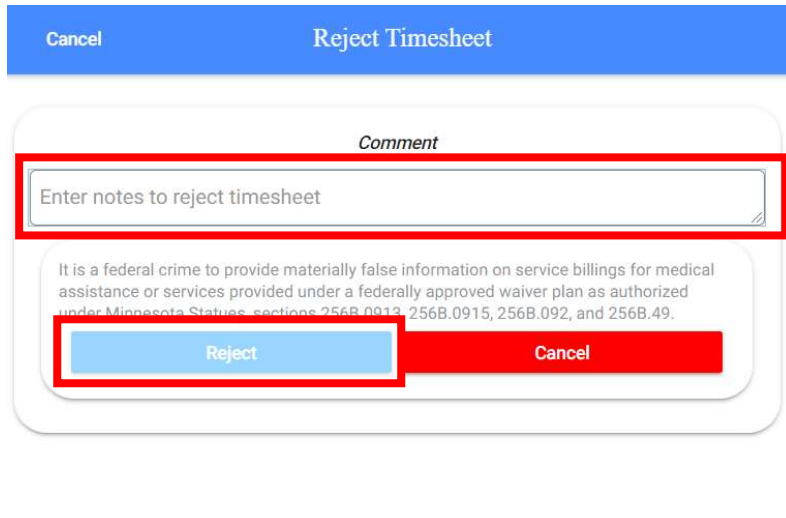 Cancel Reject Timesheet
Comment
Enter notes to reject timesheet
It is a federal crime to provide materially false information on service billings for medical
assistance or services provided under a federally approved waiver plan as authorized
under Minnesota Statues, sections 256B.0913, 256B.0915, 256B.092, and 256B.49.
Reject Cancel